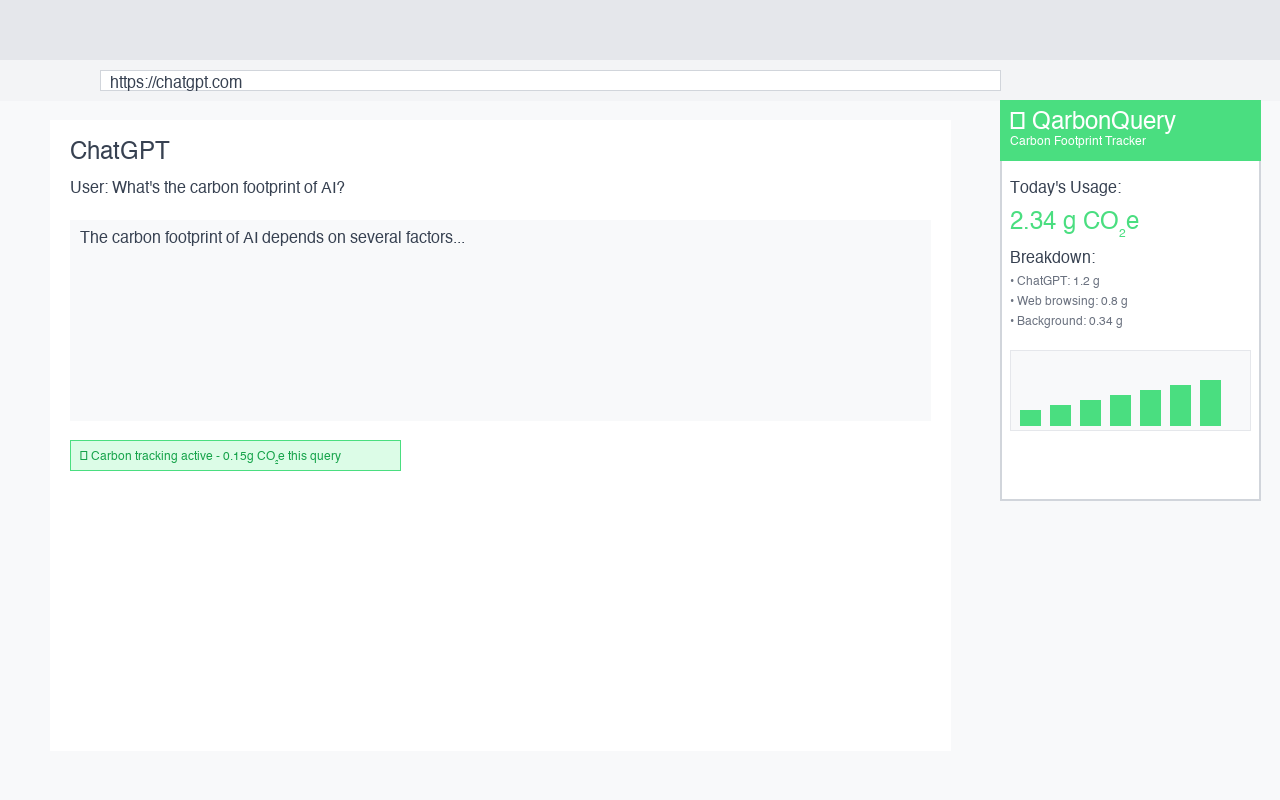 https://chatgpt.com
ChatGPT
User: What's the carbon footprint of AI?
The carbon footprint of AI depends on several factors...
▯ Carbon tracking active - 0.15g CO₂e this query
▯ QarbonQuery
Carbon Footprint Tracker
Today's Usage:
2.34 g CO₂e
Breakdown:
• ChatGPT: 1.2 g
• Web browsing: 0.8 g
• Background: 0.34 g